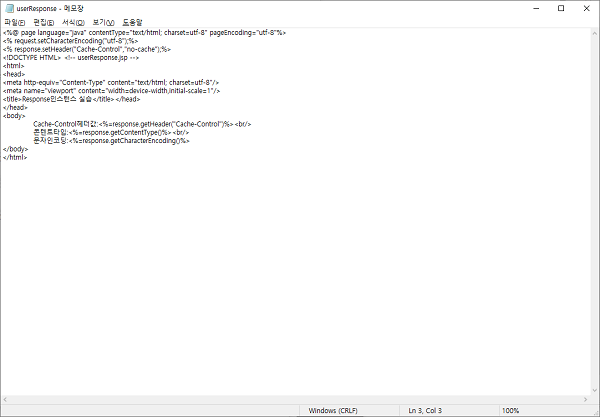 userResponse - 메모장
파일(F) 편집(E) 서식(O) 보기(V) 도움말
<%@ page language="java" contentType="text/html; charset=utf-8" pageEncoding="utf-8"%>
<% request.setCharacterEncoding("utf-8");%>
<% response.setHeader("Cache-Control","no-cache");%>
<!DOCTYPE HTML> <!-- userResponse.jsp -->
<html>
<head>
<meta http-equiv="Content-Type" content="text/html; charset=utf-8"/>
<meta name="viewport" content="width=device-width,initial-scale=1"/>
<title>Response인스턴스 실습</title></head>
</head>
<body>
Cache-Control헤더값:<%=response.getHeader("Cache-Control")%><br/>
콘텐트타입:<%=response.getContentType()%><br/>
문자인코딩:<%=response.getCharacterEncoding()%>
</body>
</html>
Windows (CRLF) Ln 3, Col 3 100%